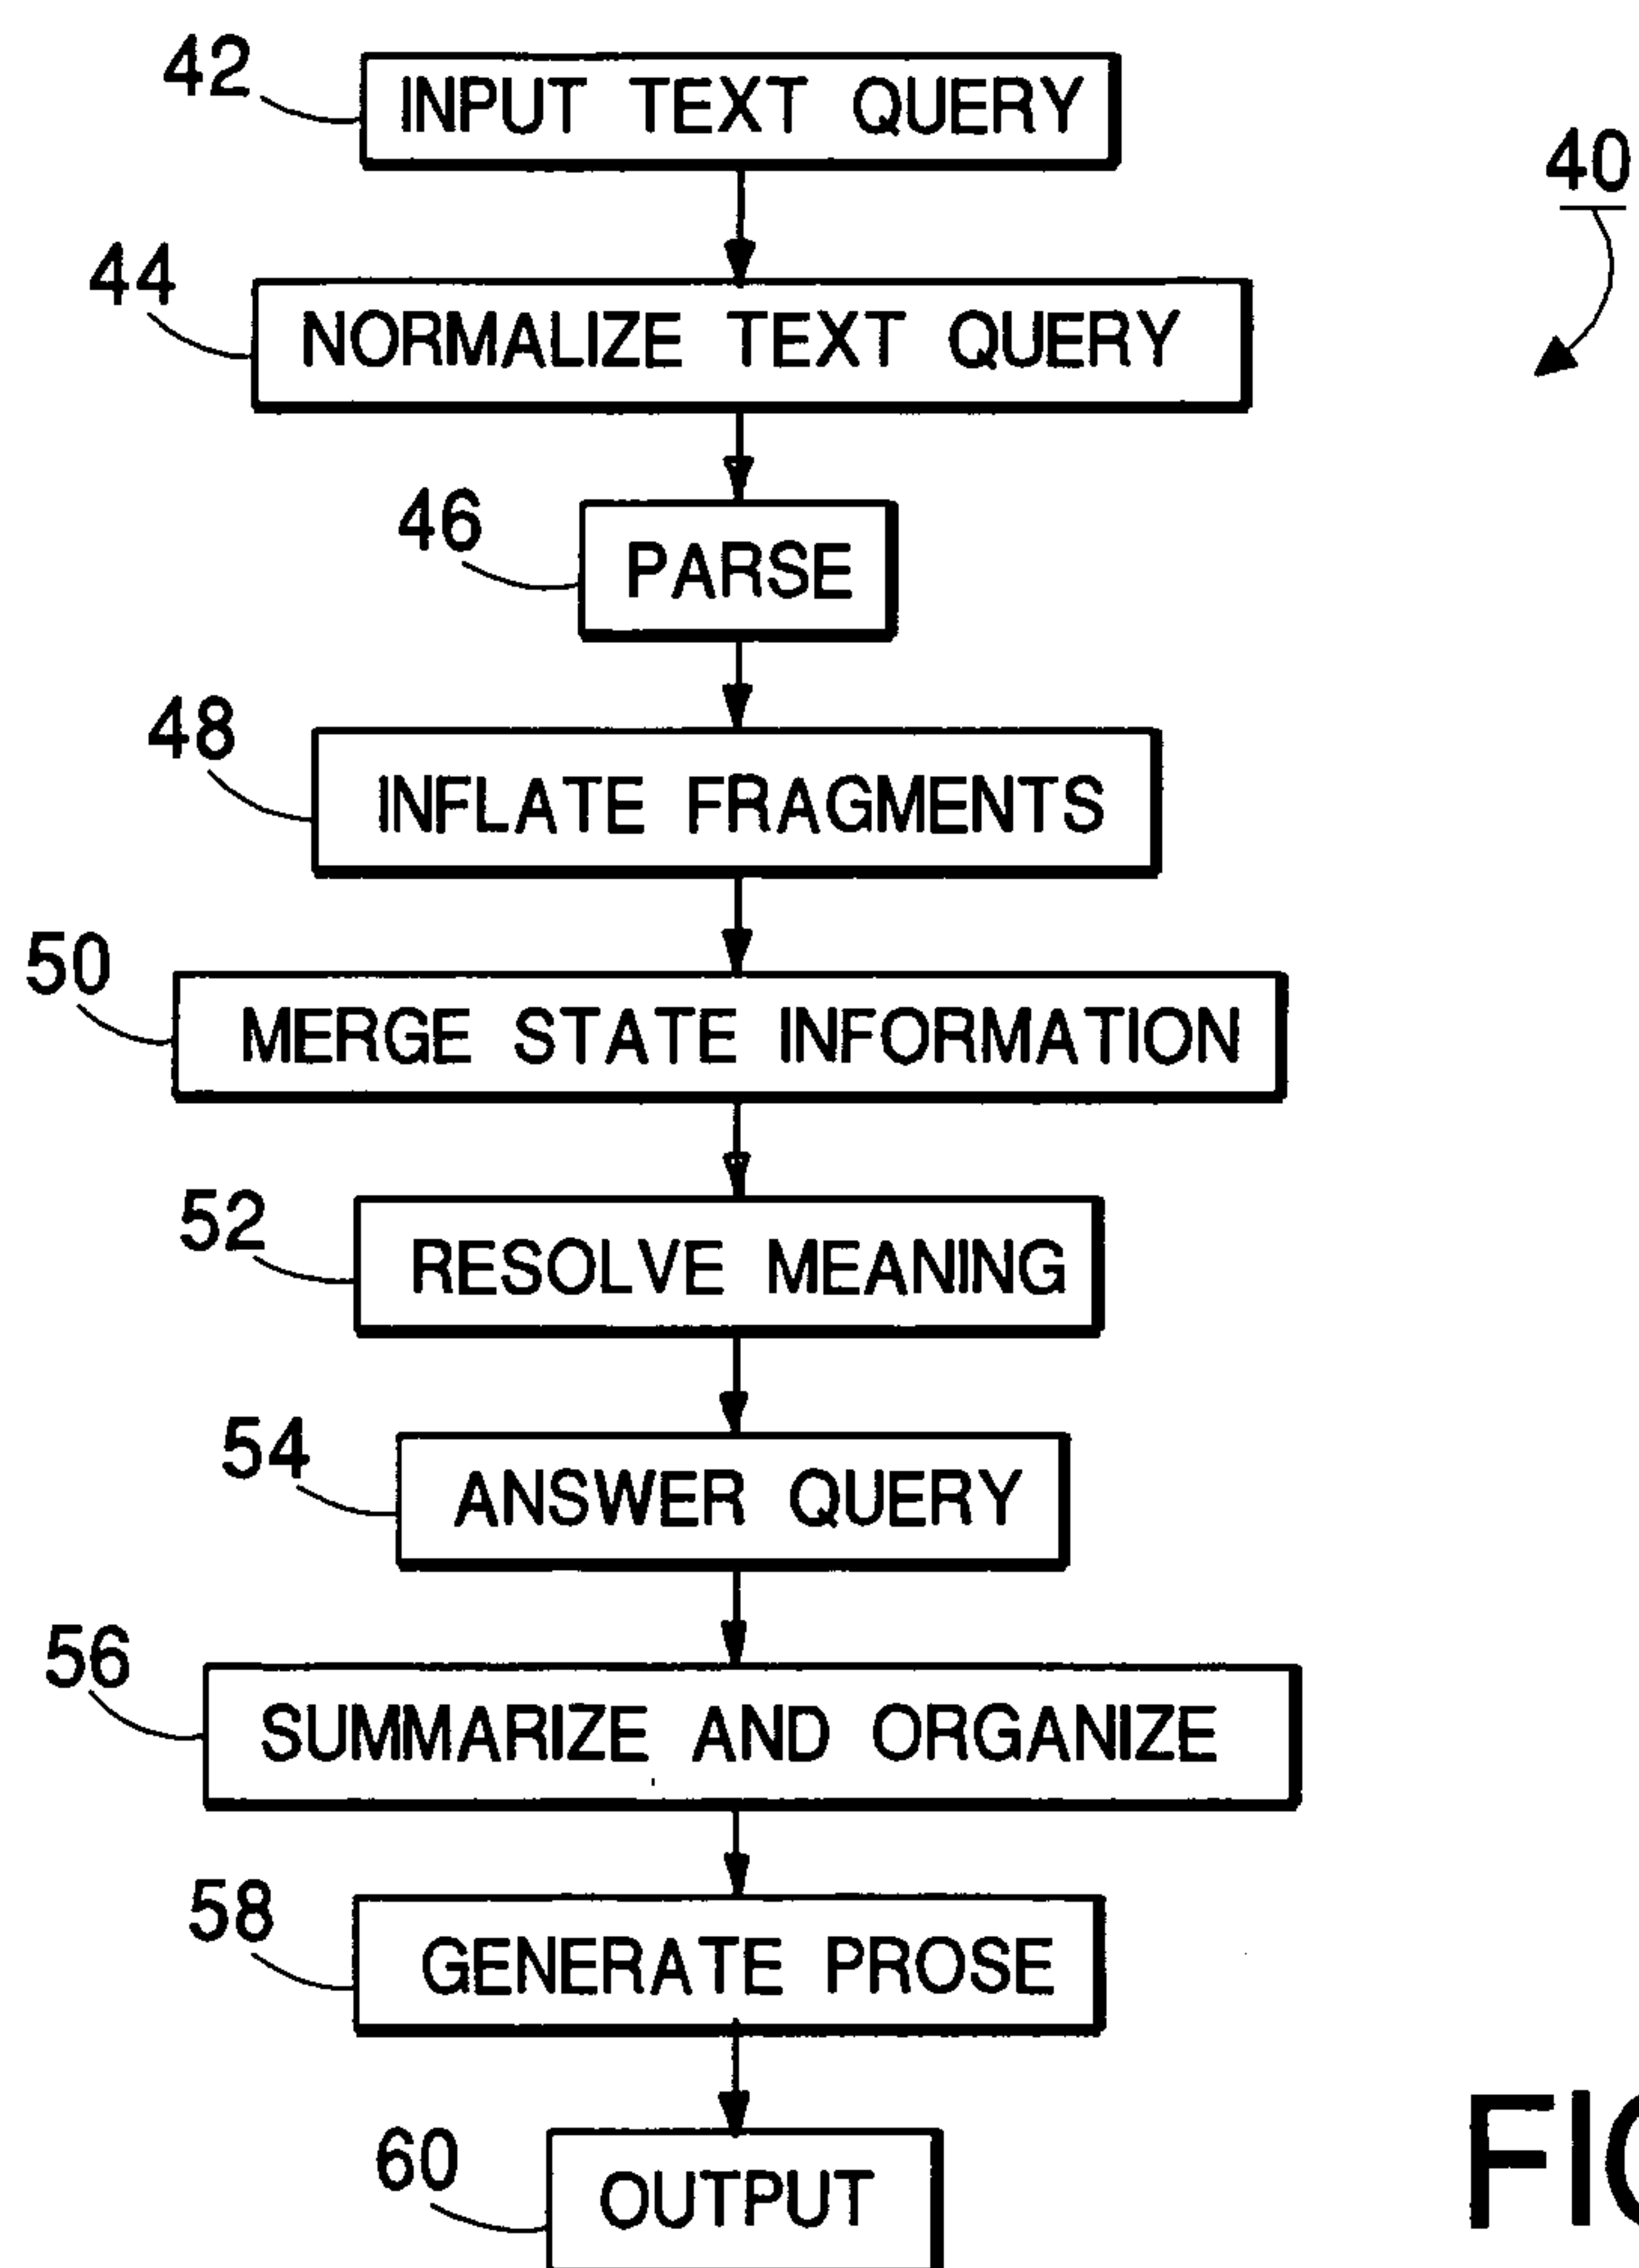 42
INPUT TEXT QUERY
40
44
NORMALIZE TEXT QUERY
46
PARSE
48
INFLATE FRAGMENTS
50
MERGE STATE INFORMATION
52
RESOLVE MEANING
54
ANSWER QUERY
56
SUMMARIZE AND ORGANIZE
58
GENERATE PROSE
60
OUTPUT